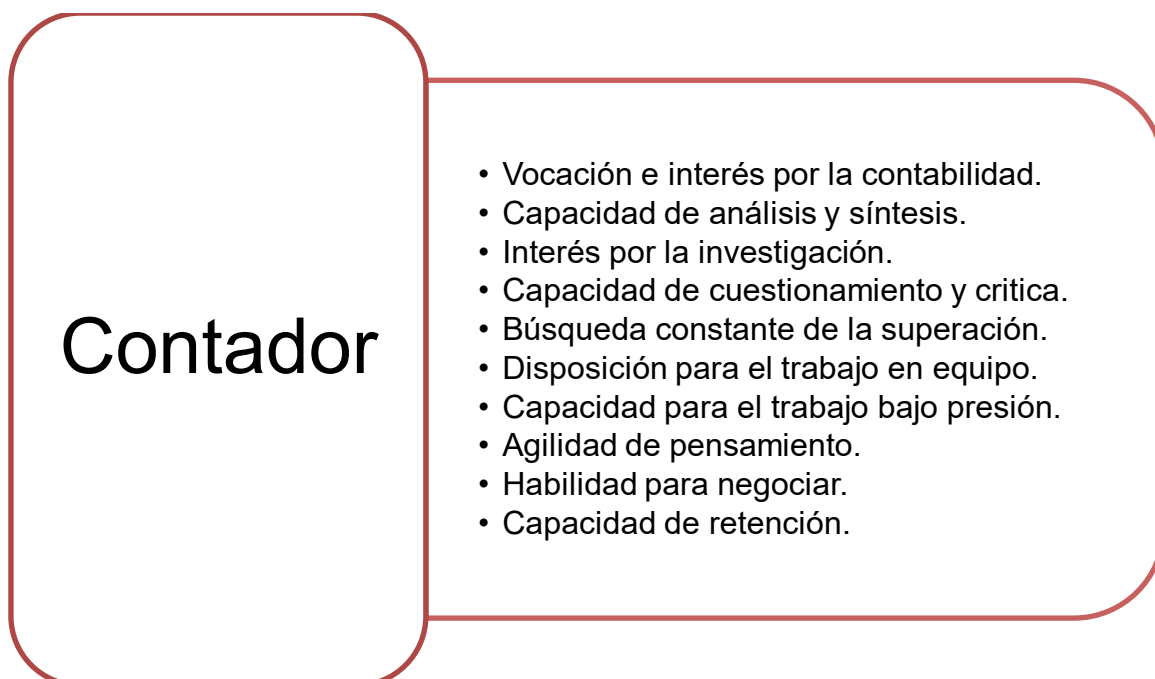 Contador
• Vocación e interés por la contabilidad.
• Capacidad de análisis y síntesis.
• Interés por la investigación.
• Capacidad de cuestionamiento y critica.
• Búsqueda constante de la superación.
• Disposición para el trabajo en equipo.
• Capacidad para el trabajo bajo presión.
• Agilidad de pensamiento.
• Habilidad para negociar.
• Capacidad de retención.